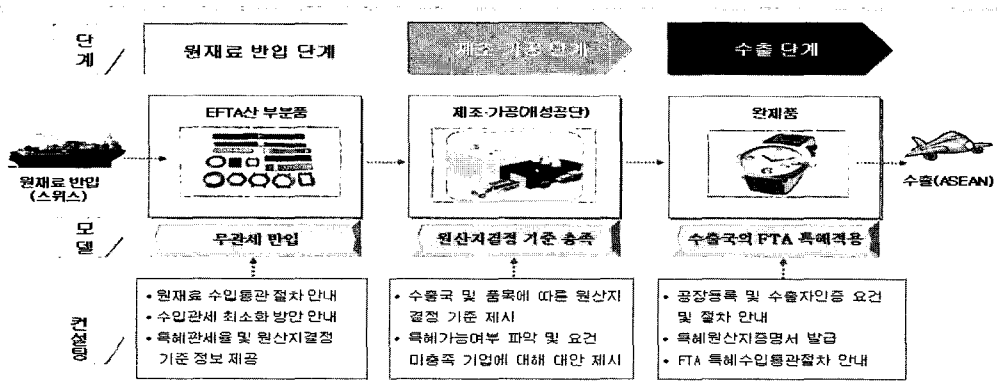 단계
원재료 반입 단계
제조 가공 단계
수출 단계
EFTA산 부분품
제조·가공(개성공단)
완제품
원재료 반입
(스위스)
수출(ASEAN)
모델
무관세 반입
원산지결정 기준 충족
수출국의 FTA 특혜적용
컨설팅
• 원재료 수입통관 절차 안내
• 수입관세 최소화 방안 안내
• 특혜관세율 및 원산지결정
기준 정보 제공
• 수출국 및 품목에 따른 원산지
결정 기준 제시
• 특혜가능여부 파악 및 요건
미충족 기업에 대해 대안 제시
• 공장등록 및 수출자인증 요건
및 절차 안내
• 특혜원산지증명서 발급
• FTA 특혜수입통관절차 안내